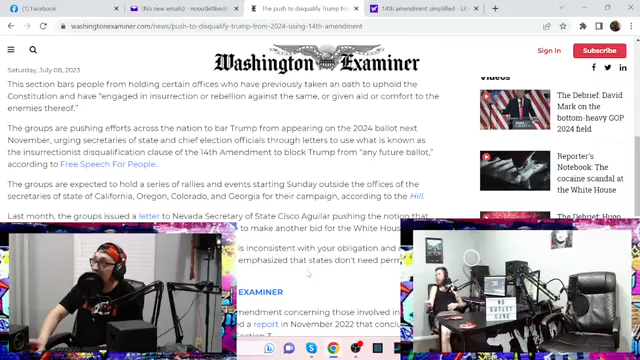 Facebook
(No new emails) - nooutletlive@
The push to disqualify Trump from
14th amendment simplified - Li
washingtonexaminer.com/news/push-to-disqualify-trump-from-2024-using-14th-amendment
Washington Examiner
Sign In
Subscribe
Saturday, July 08, 2023
This section bars people from holding certain offices who have previously taken an oath to uphold the
Constitution and have "engaged in insurrection or rebellion against the same, or given aid or comfort to the
enemies thereof."
The groups are pushing efforts across the nation to bar Trump from appearing on the 2024 ballot next
November, urging secretaries of state and chief election officials through letters to use what is known as
the insurrectionist disqualification clause of the 14th Amendment to block Trump from "any future ballot,"
according to Free Speech For People.
The groups are expected to hold a series of rallies and events starting Sunday outside the offices of the
secretaries of state of California, Oregon, Colorado, and Georgia for their campaign, according to the Hill.
Last month, the groups issued a letter to Nevada Secretary of State Cisco Aguilar pushing the notion that
to make another bid for the White House
is inconsistent with your obligation and
emphasized that states don't need perm
EXAMINER
mendment concerning those involved in
ed a report in November 2022 that conclu
Section 3
Videos
The Debrief: David
Mark on the
bottom-heavy GOP
2024 field
Reporter's
Notebook: The
cocaine scandal at
the White House
The Debrief: Hugo
NO OUTLET
LIVE